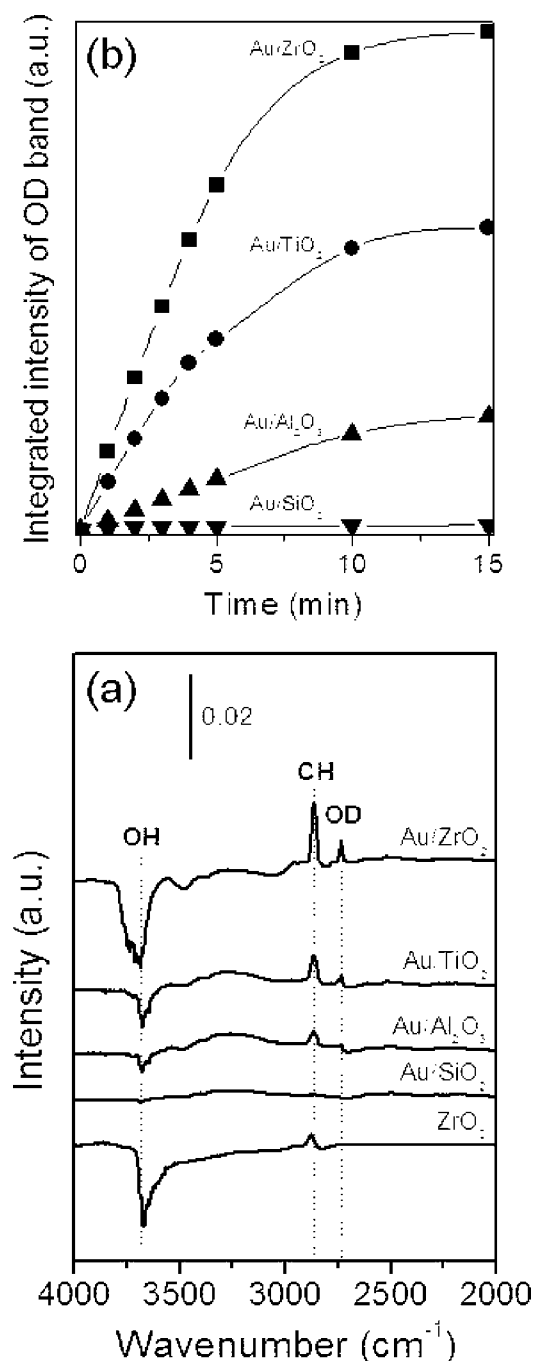 (b)
Au/ZrO₂
Au/TiO₂
Au/Al₂O₃
Au/SiO₂
Integrated intensity of OD band (a.u.)
0 5 10 15
Time (min)
(a)
0.02
CH
OH
OD
Au/ZrO₂
Au/TiO₂
Au/Al₂O₃
Au/SiO₂
ZrO₂
Intensity (a.u.)
4000 3500 3000 2500 2000
Wavenumber (cm⁻¹)